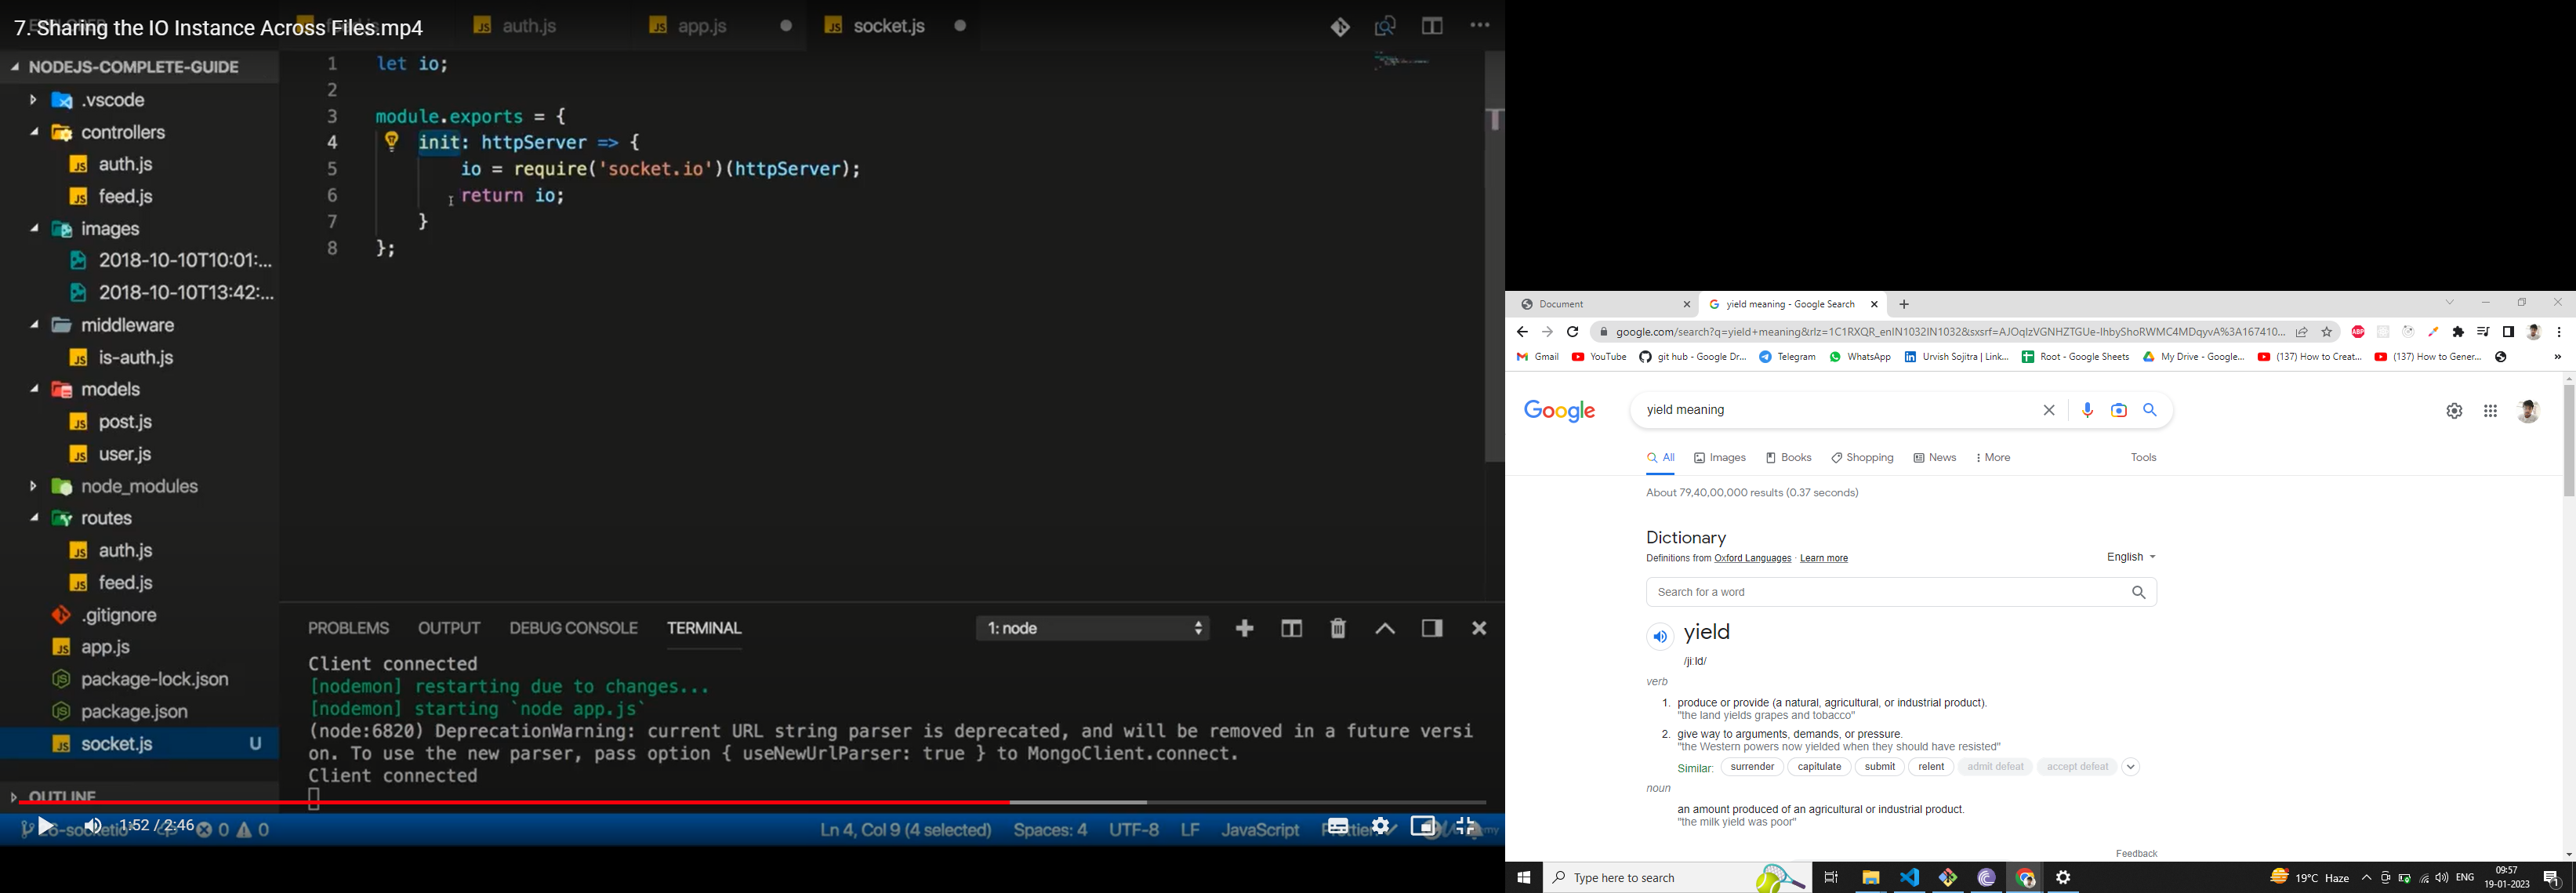 7. Sharing the IO Instance Across Files.mp4
auth.js
app.js
socket.js
NODEJS-COMPLETE-GUIDE
.vscode
controllers
auth.js
feed.js
images
2018-10-10T10:01:...
2018-10-10T13:42:...
middleware
is-auth.js
models
post.js
user.js
node_modules
routes
auth.js
feed.js
.gitignore
app.js
package-lock.json
package.json
socket.js U
OUTLINE
1 let io;
2
3 module.exports = {
4 init: httpServer => {
5 io = require('socket.io')(httpServer);
6 return io;
7 }
8 };
PROBLEMS OUTPUT DEBUG CONSOLE TERMINAL 1: node
Client connected
[nodemon] restarting due to changes...
[nodemon] starting `node app.js`
(node:6820) DeprecationWarning: current URL string parser is deprecated, and will be removed in a future versi
on. To use the new parser, pass option { useNewUrlParser: true } to MongoClient.connect.
Client connected
1:52 / 2:46 0 0
Ln 4, Col 9 (4 selected) Spaces: 4 UTF-8 LF JavaScript
Document
yield meaning - Google Search
google.com/search?q=yield+meaning&rlz=1C1RXQR_enIN1032IN1032&sxsrf=
Gmail YouTube git hub - Google Dr... Telegram WhatsApp Urvish Sojitra | Link... Root - Google Sheets My Drive - Google... (137) How to Creat... (137) How to Gener... »
Google
yield meaning
All Images Books Shopping News More Tools
About 79,40,00,000 results (0.37 seconds)
Dictionary
Definitions from Oxford Languages · Learn more
English
Search for a word
yield
/jiːld/
verb
1. produce or provide (a natural, agricultural, or industrial product).
"the land yields grapes and tobacco"
2. give way to arguments, demands, or pressure.
"the Western powers now yielded when they should have resisted"
Similar: surrender capitulate submit relent admit defeat accept defeat
noun
an amount produced of an agricultural or industrial product.
"the milk yield was poor"
Feedback
Type here to search
19°C Haze
ENG
09:57
19-01-2023